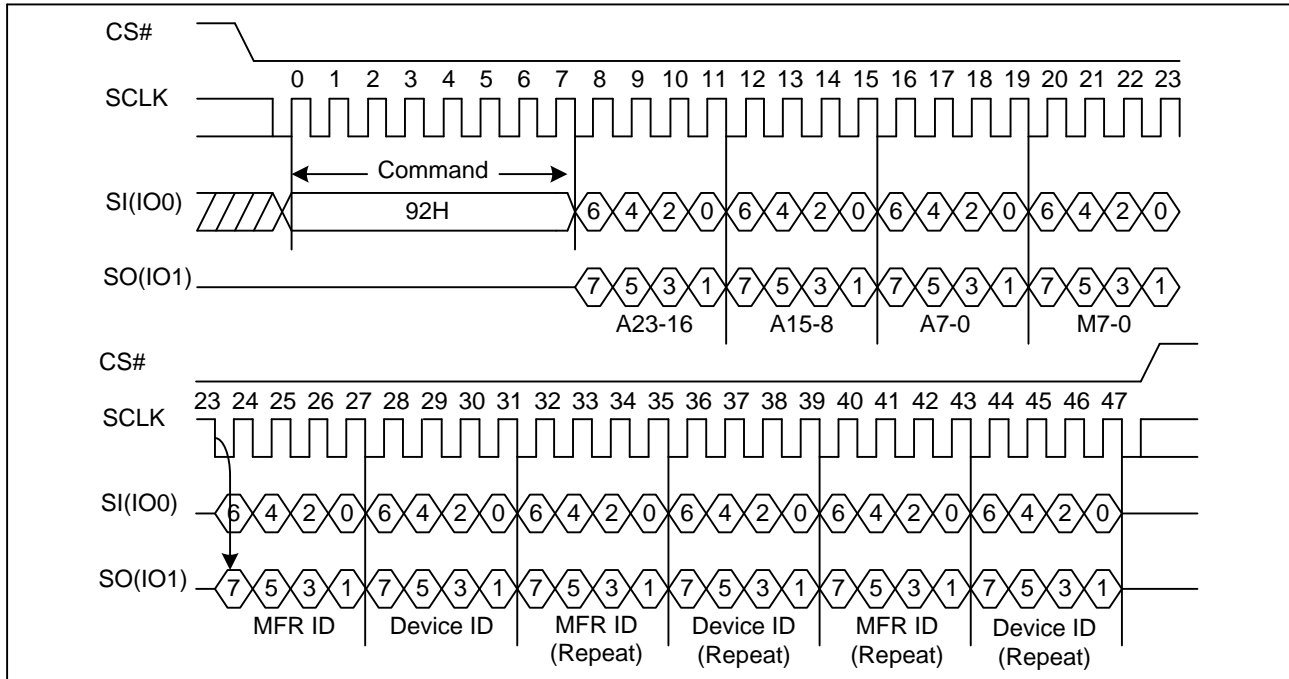 CS#
0 1 2 3 4 5 6 7 8 9 10 11 12 13 14 15 16 17 18 19 20 21 22 23
SCLK
Command
SI(IO0) 92H 6 4 2 0 6 4 2 0 6 4 2 0 6 4 2 0
SO(IO1) 7 5 3 1 7 5 3 1 7 5 3 1 7 5 3 1
A23-16 A15-8 A7-0 M7-0
CS#
23 24 25 26 27 28 29 30 31 32 33 34 35 36 37 38 39 40 41 42 43 44 45 46 47
SCLK
SI(IO0) 6 4 2 0 6 4 2 0 6 4 2 0 6 4 2 0 6 4 2 0 6 4 2 0
SO(IO1) 7 5 3 1 7 5 3 1 7 5 3 1 7 5 3 1 7 5 3 1 7 5 3 1
MFR ID Device ID MFR ID Device ID MFR ID Device ID
(Repeat) (Repeat) (Repeat) (Repeat)